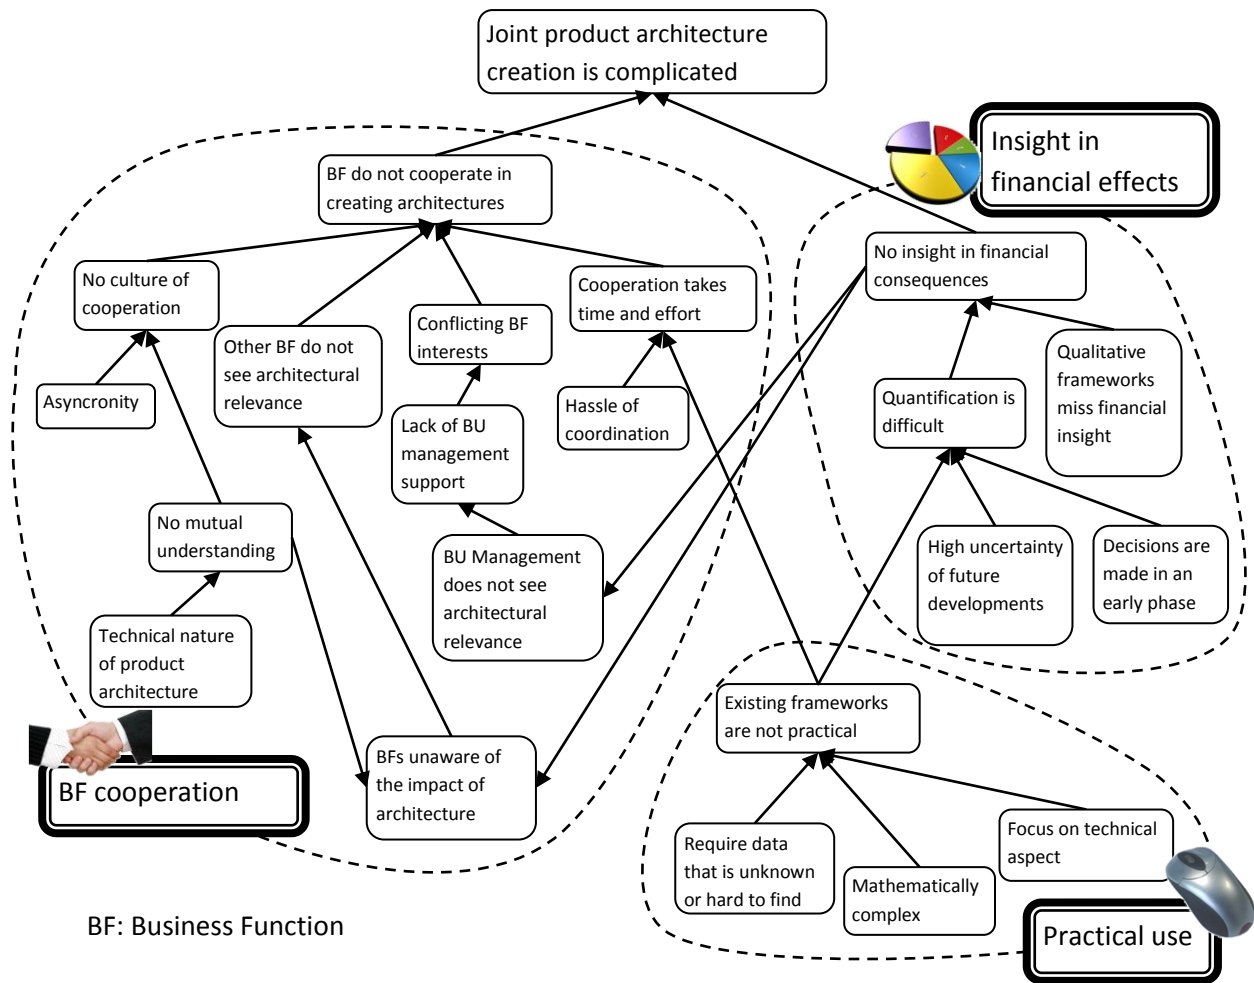 Joint product architecture
creation is complicated
Insight in
financial effects
BF do not cooperate in
creating architectures
No insight in financial
consequences
No culture of
cooperation
Cooperation takes
time and effort
Conflicting BF
interests
Other BF do not
see architectural
relevance
Qualitative
frameworks
miss financial
insight
Asyncronity
Hassle of
coordination
Quantification is
difficult
Lack of BU
management
support
No mutual
understanding
BU Management
does not see
architectural
relevance
High uncertainty
of future
developments
Decisions are
made in an
early phase
Technical nature
of product
architecture
Existing frameworks
are not practical
BFs unaware of
the impact of
architecture
BF cooperation
Require data
that is unknown
or hard to find
Mathematically
complex
Focus on technical
aspect
BF: Business Function
Practical use